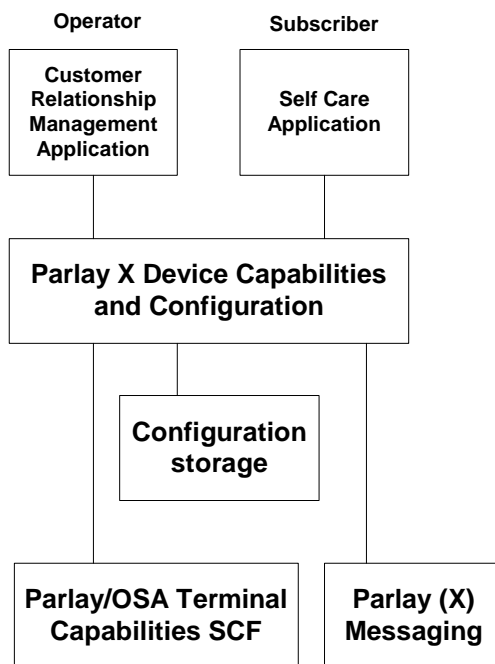 Operator
Subscriber
Customer
Relationship
Management
Application
Self Care
Application
Parlay X Device Capabilities
and Configuration
Configuration
storage
Parlay/OSA Terminal
Capabilities SCF
Parlay (X)
Messaging